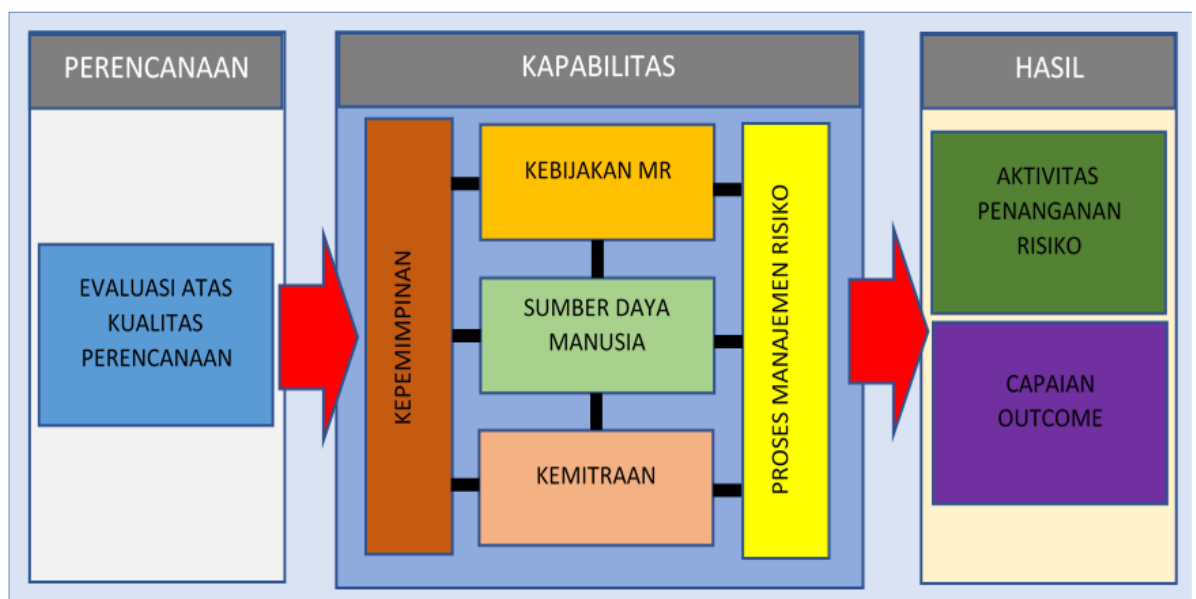 PERENCANAAN
EVALUASI ATAS
KUALITAS
PERENCANAAN
KAPABILITAS
KEPEMIMPINAN
KEBIJAKAN MR
SUMBER DAYA
MANUSIA
KEMITRAAN
PROSES MANAJEMEN RISIKO
HASIL
AKTIVITAS
PENANGANAN
RISIKO
CAPAIAN
OUTCOME